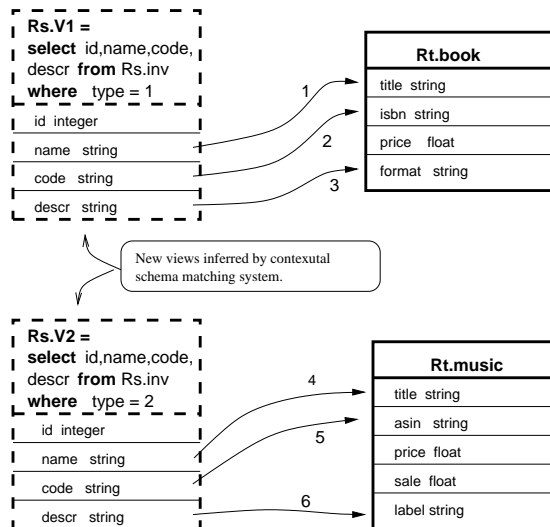 Rs.V1 =
select id,name,code,
descr from Rs.inv
where type = 1
id integer
name string
code string
descr string
1
2
3
Rt.book
title string
isbn string
price float
format string
New views inferred by contexutal
schema matching system.
Rs.V2 =
select id,name,code,
descr from Rs.inv
where type = 2
id integer
name string
code string
descr string
4
5
6
Rt.music
title string
asin string
price float
sale float
label string